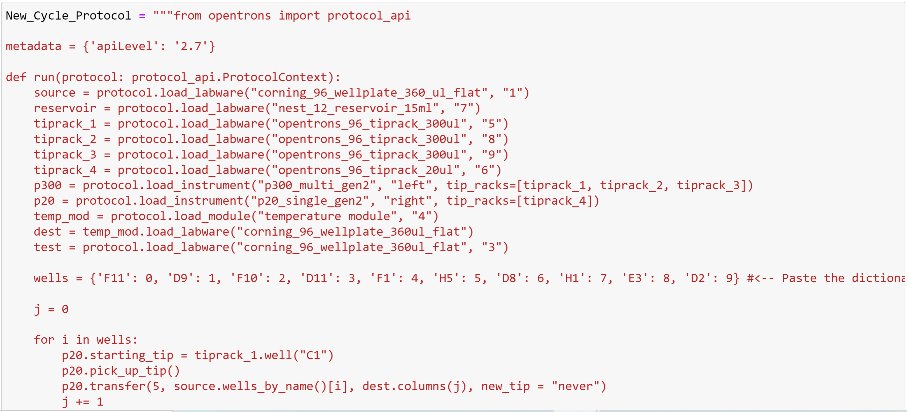 New_Cycle_Protocol = """from opentrons import protocol_api
metadata = {'apiLevel': '2.7'}
def run(protocol: protocol_api.ProtocolContext):
source = protocol.load_labware("corning_96_wellplate_360_ul_flat", "1")
reservoir = protocol.load_labware("nest_12_reservoir_15ml", "7")
tiprack_1 = protocol.load_labware("opentrons_96_tiprack_300ul", "5")
tiprack_2 = protocol.load_labware("opentrons_96_tiprack_300ul", "8")
tiprack_3 = protocol.load_labware("opentrons_96_tiprack_300ul", "9")
tiprack_4 = protocol.load_labware("opentrons_96_tiprack_20ul", "6")
p300 = protocol.load_instrument("p300_multi_gen2", "left", tip_racks=[tiprack_1, tiprack_2, tiprack_3])
p20 = protocol.load_instrument("p20_single_gen2", "right", tip_racks=[tiprack_4])
temp_mod = protocol.load_module("temperature module", "4")
dest = temp_mod.load_labware("corning_96_wellplate_360ul_flat")
test = protocol.load_labware("corning_96_wellplate_360ul_flat", "3")
wells = {'F11': 0, 'D9': 1, 'F10': 2, 'D11': 3, 'F1': 4, 'H5': 5, 'D8': 6, 'H1': 7, 'E3': 8, 'D2': 9} #<-- Paste the dictiona
j = 0
for i in wells:
p20.starting_tip = tiprack_1.well("C1")
p20.pick_up_tip()
p20.transfer(5, source.wells_by_name()[i], dest.columns(j), new_tip = "never")
j += 1